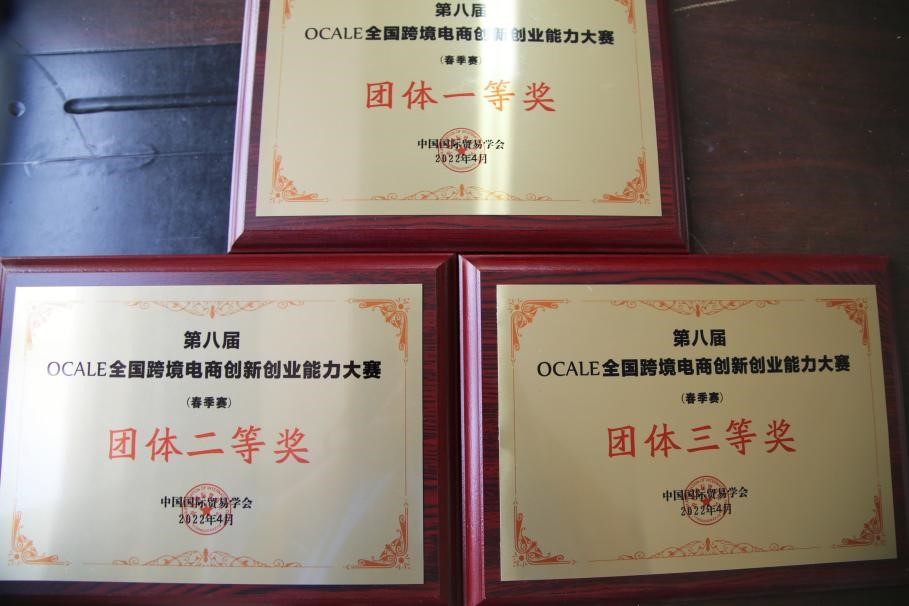 第八届
OCALE全国跨境电商创新创业能力大赛
(春季赛)
团体一等奖
中国国际贸易学会
2022年4月
第八届
OCALE全国跨境电商创新创业能力大赛
(春季赛)
团体二等奖
中国国际贸易学会
2022年4月
第八届
OCALE全国跨境电商创新创业能力大赛
(春季赛)
团体三等奖
中国国际贸易学会
2022年4月